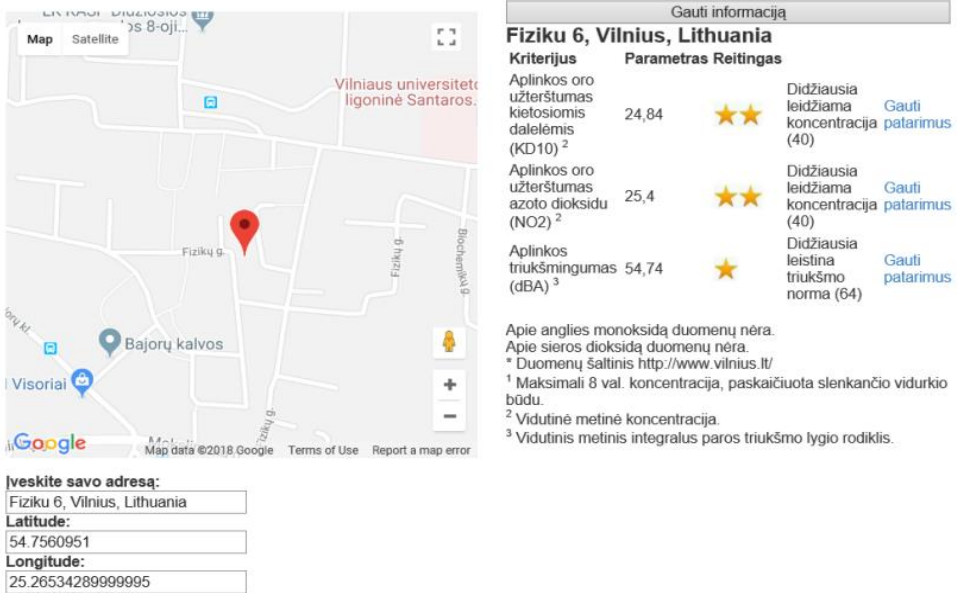 Map Satellite
os 8-oji...
Vilniaus universiteto
ligoninė Santaros.
Fizikų g.
Fizikų g.
Biochemikų g.
Bajorų kalvos
Visoriai
Google
Map data ©2018 Google Terms of Use Report a map error
Įveskite savo adresą:
Fiziku 6, Vilnius, Lithuania
Latitude:
54.7560951
Longitude:
25.26534289999995
Gauti informaciją
Fiziku 6, Vilnius, Lithuania
Kriterijus Parametras Reitingas
Aplinkos oro
užterštumas
kietosiomis
dalelėmis
(KD10) ²
24,84
Didžiausia
leidžiama
koncentracija
(40)
Gauti
patarimus
Aplinkos oro
užterštumas
azoto dioksidu
(NO2) ²
25,4
Didžiausia
leidžiama
koncentracija
(40)
Gauti
patarimus
Aplinkos
triukšmingumas
(dBA) ³
54,74
Didžiausia
leistina
triukšmo
norma (64)
Gauti
patarimus
Apie anglies monoksidą duomenų nėra.
Apie sieros dioksidą duomenų nėra.
* Duomenų šaltinis http://www.vilnius.lt/
¹ Maksimali 8 val. koncentracija, paskaičiuota slenkančio vidurkio
būdu.
² Vidutinė metinė koncentracija.
³ Vidutinis metinis integralus paros triukšmo lygio rodiklis.